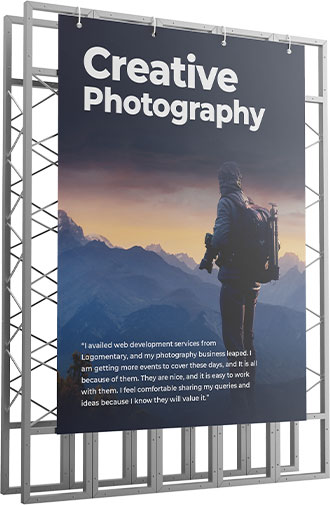 Creative
Photography
"I availed web development services from
Logomentary, and my photography business leaped. I
am getting more events to cover these days, and It is all
because of them. They are nice, and it is easy to work
with them. I feel comfortable sharing my queries and
ideas because I know they will value it."